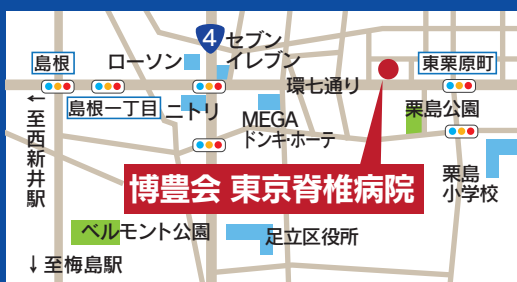 4
セブン
イレブン
ローソン
島根
東栗原町
環七通り
島根一丁目
ニトリ
MEGA
ドンキ・ホーテ
栗島公園
←至西新井駅
博豊会 東京脊椎病院
栗島
小学校
ベルモント公園
足立区役所
↓至梅島駅